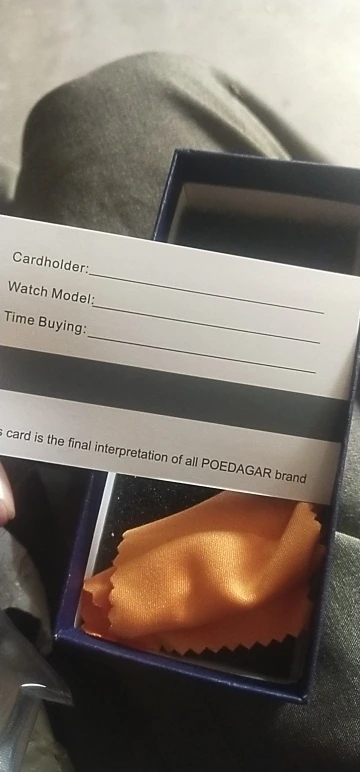 Cardholder:
Watch Model:
Time Buying:
card is the final interpretation of all POEDAGAR brand